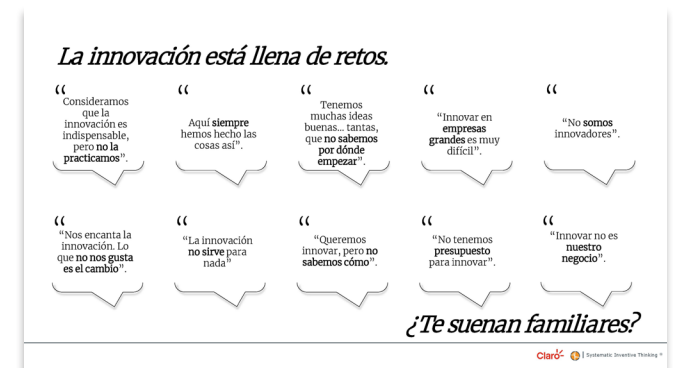 La innovación está llena de retos.
“
Consideramos
que la
innovación es
indispensable,
pero no la
practicamos”.
“
Aquí siempre
hemos hecho las
cosas así”.
“
Tenemos
muchas ideas
buenas... tantas,
que no sabemos
por dónde
empezar”.
“
“Innovar en
empresas
grandes es muy
difícil”.
“
“No somos
innovadores”.
“
“Nos encanta la
innovación. Lo
que no nos gusta
es el cambio”.
“
“La innovación
no sirve para
nada”
“
“Queremos
innovar, pero no
sabemos cómo”.
“
“No tenemos
presupuesto
para innovar”.
“
“Innovar no es
nuestro
negocio”.
¿Te suenan familiares?
Claro
Systematic Inventive Thinking ®